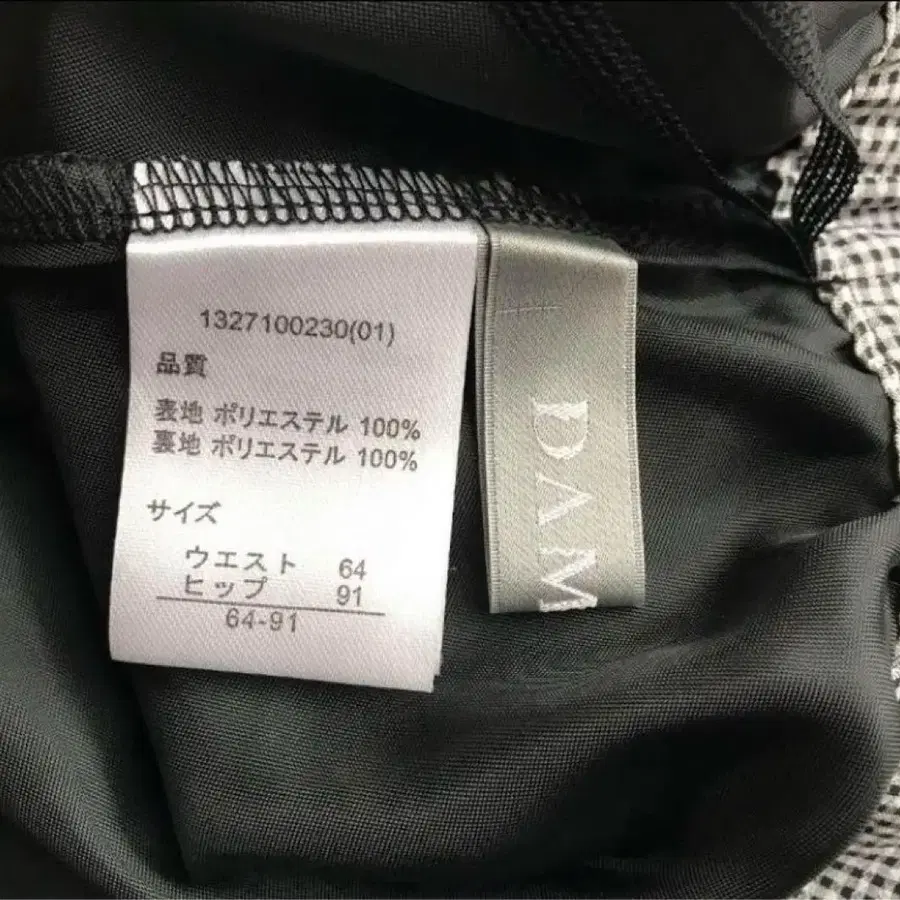 1327100230(01)
品質
表地 ポリエステル 100%
裏地 ポリエステル 100%
サイズ
ウエスト 64
ヒップ 91
64-91
DAM